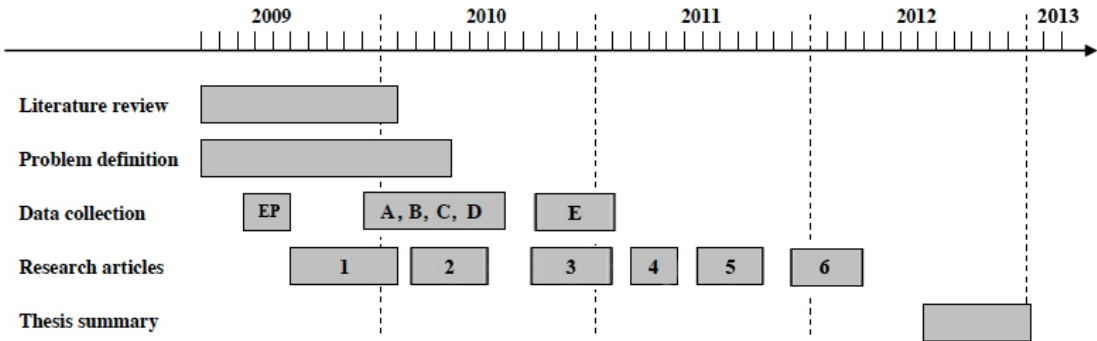 2009 2010 2011 2012 2013
Literature review
Problem definition
Data collection EP A, B, C, D E
Research articles 1 2 3 4 5 6
Thesis summary